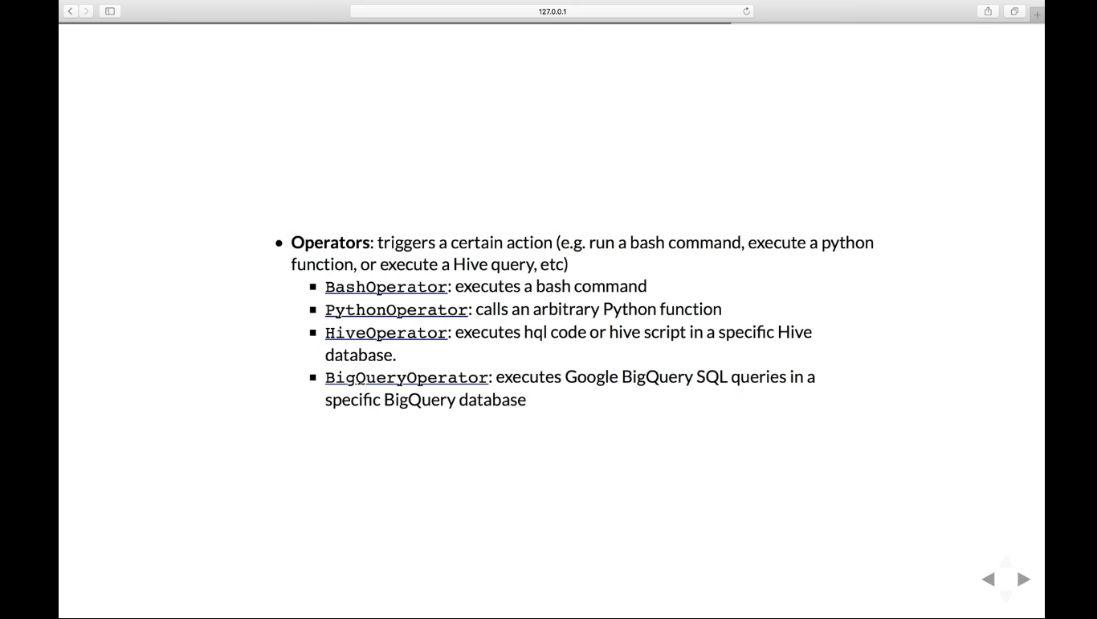 127.0.0.1
• Operators: triggers a certain action (e.g. run a bash command, execute a python
function, or execute a Hive query, etc)
▪ BashOperator: executes a bash command
▪ PythonOperator: calls an arbitrary Python function
▪ HiveOperator: executes hql code or hive script in a specific Hive
database.
▪ BigQueryOperator: executes Google BigQuery SQL queries in a
specific BigQuery database